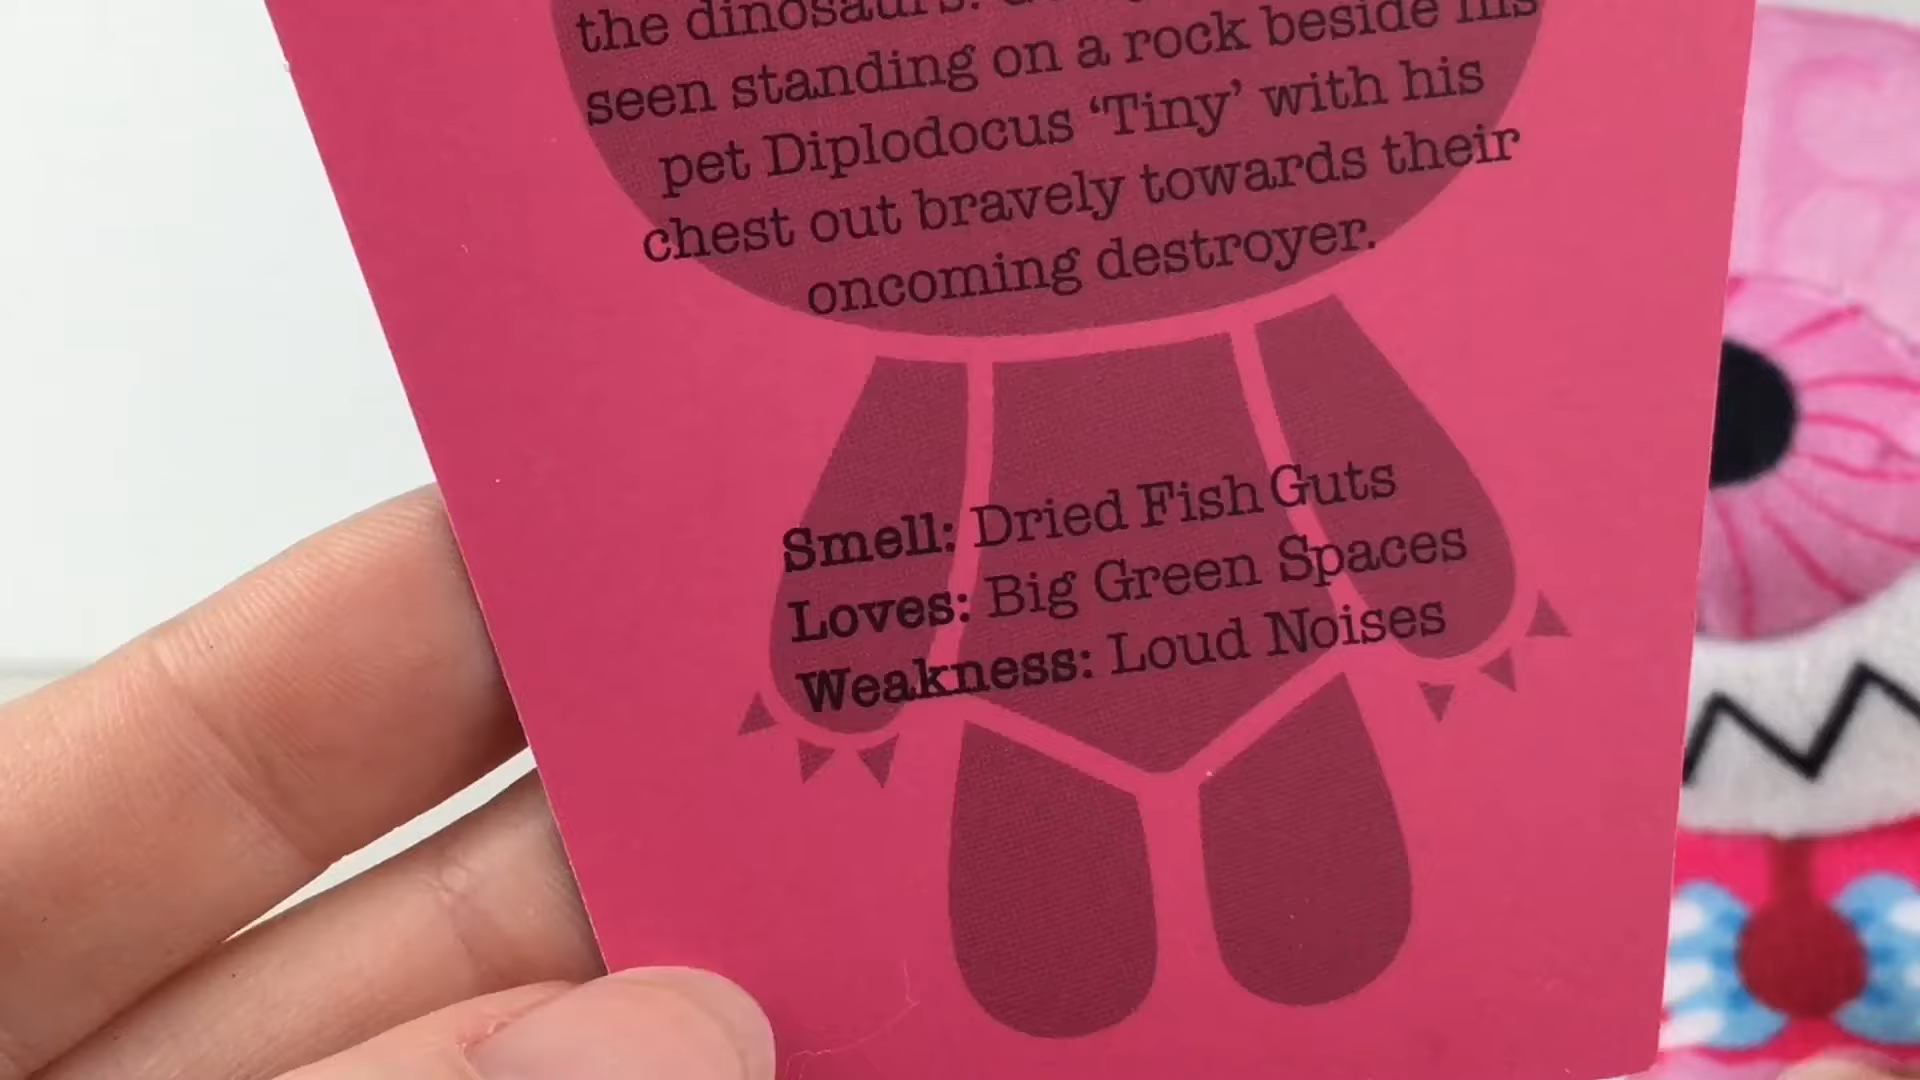 the dinosaurs.
seen standing on a rock beside his
pet Diplodocus ‘Tiny’ with his
chest out bravely towards their
oncoming destroyer.
Smell: Dried Fish Guts
Loves: Big Green Spaces
Weakness: Loud Noises